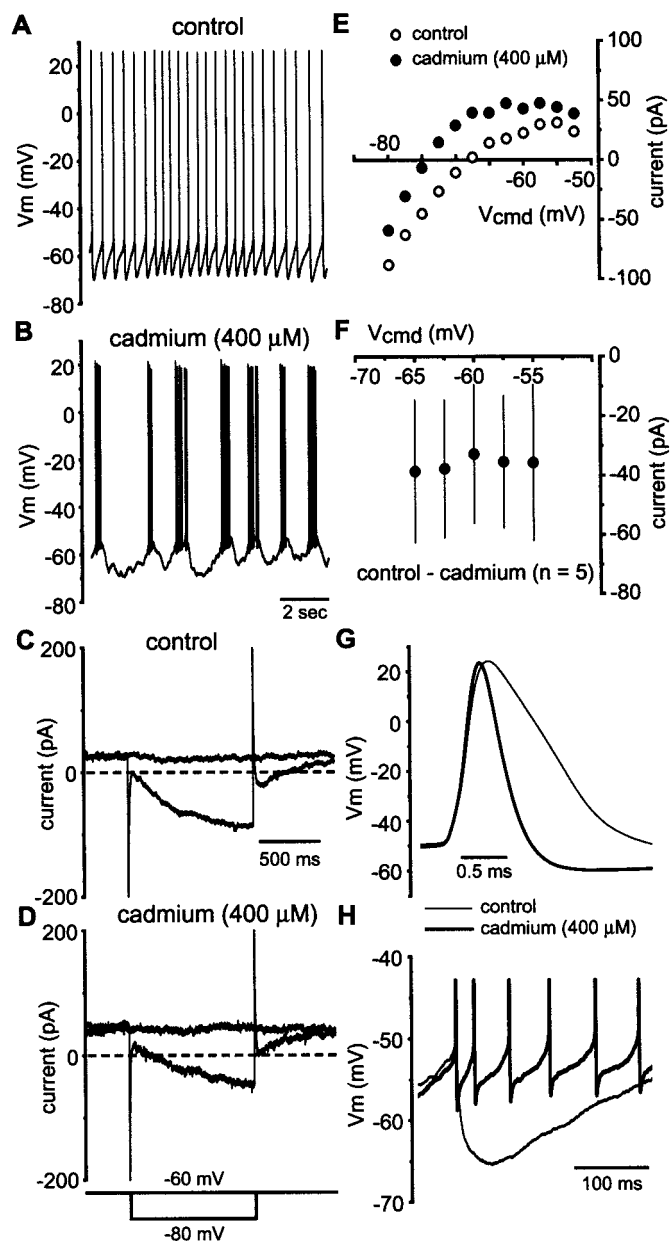 A
control
Vm (mV)
20
0
-20
-40
-60
-80
B
cadmium (400 μM)
Vm (mV)
20
0
-20
-40
-60
-80
2 sec
C
control
current (pA)
200
0
-200
500 ms
D
cadmium (400 μM)
current (pA)
200
0
-200
-60 mV
-80 mV
E
control
cadmium (400 μM)
100
50
0
-50
-100
current (pA)
-80
-60
-50
Vcmd (mV)
F
Vcmd (mV)
-70
-65
-60
-55
0
-20
-40
-60
-80
current (pA)
control - cadmium (n = 5)
G
Vm (mV)
20
0
-20
-40
-60
0.5 ms
control
cadmium (400 μM)
H
Vm (mV)
-40
-50
-60
-70
100 ms